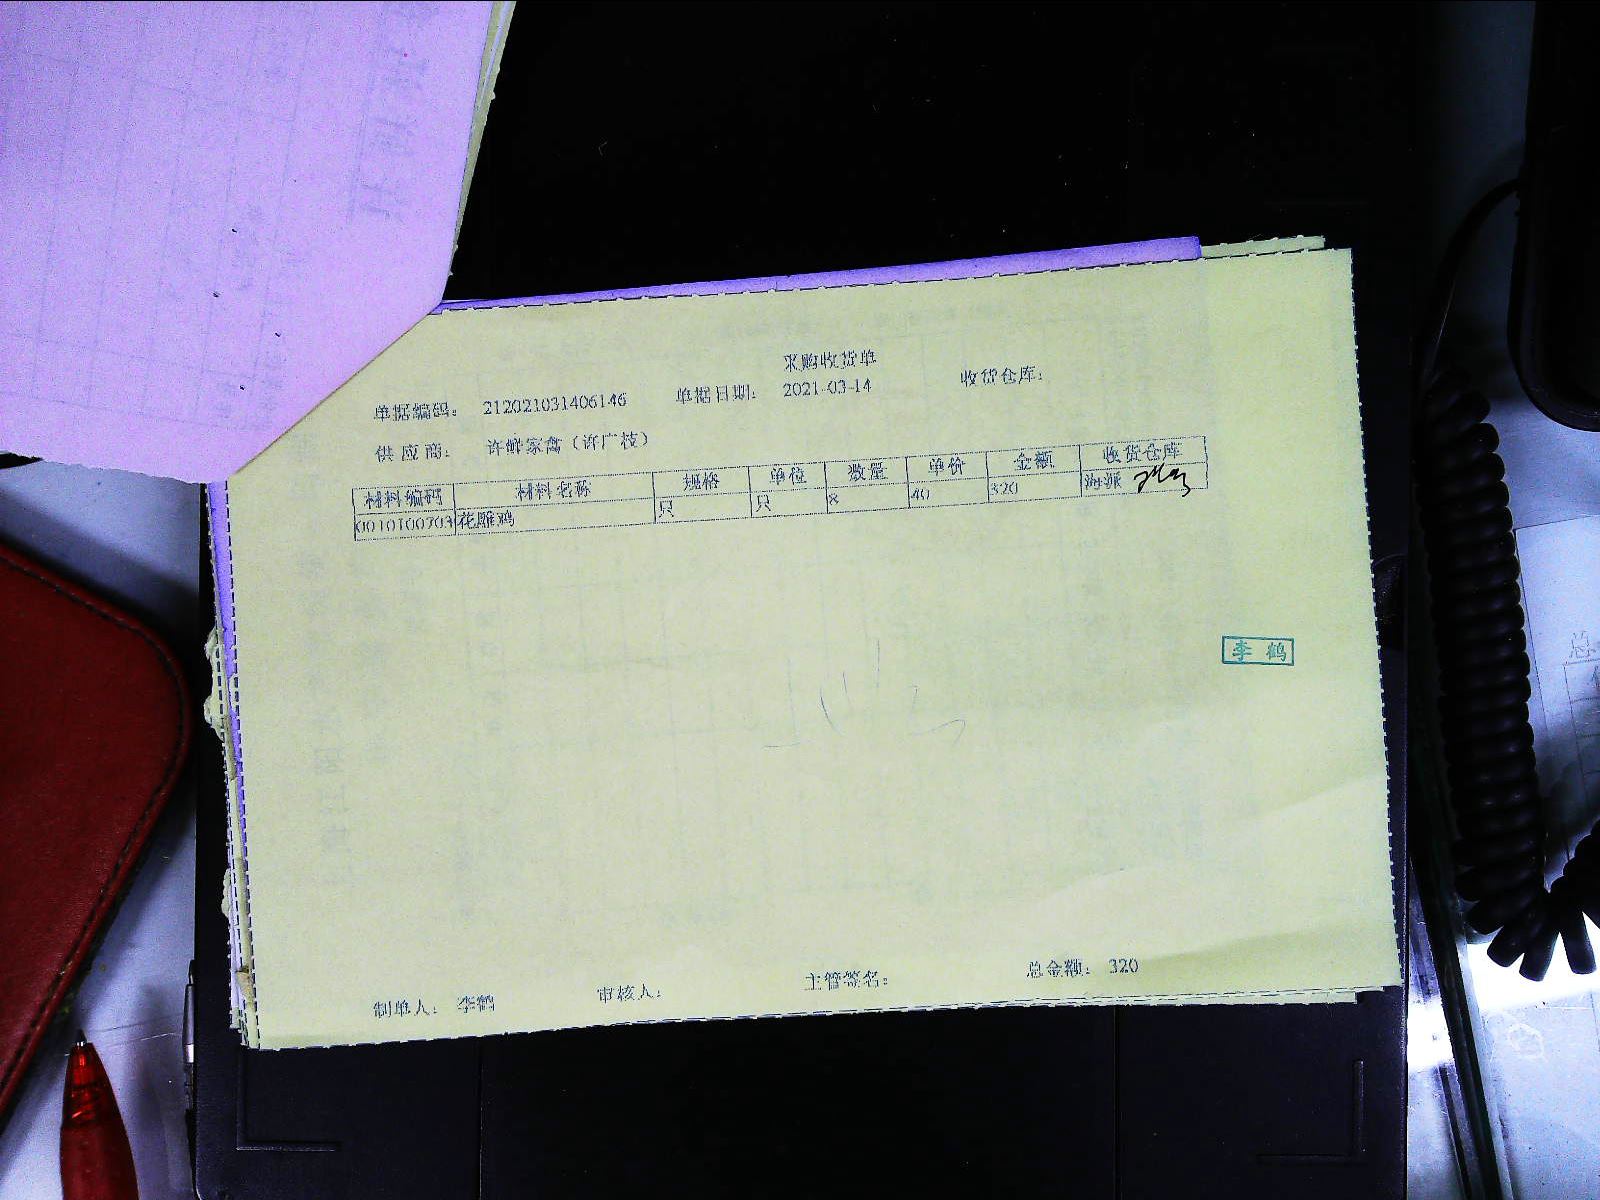 采购收货单
单据编码： 212021031406146 单据日期： 2021-03-14 收货仓库：
供应商： 许鲜家禽（许广枝）
材料编码 材料名称 规格 单位 数量 单价 金额 收货仓库
0010100703 花雕鸡 只 只 8 40 320 海派
李鹤
制单人： 李鹤 审核人： 主管签名： 总金额： 320